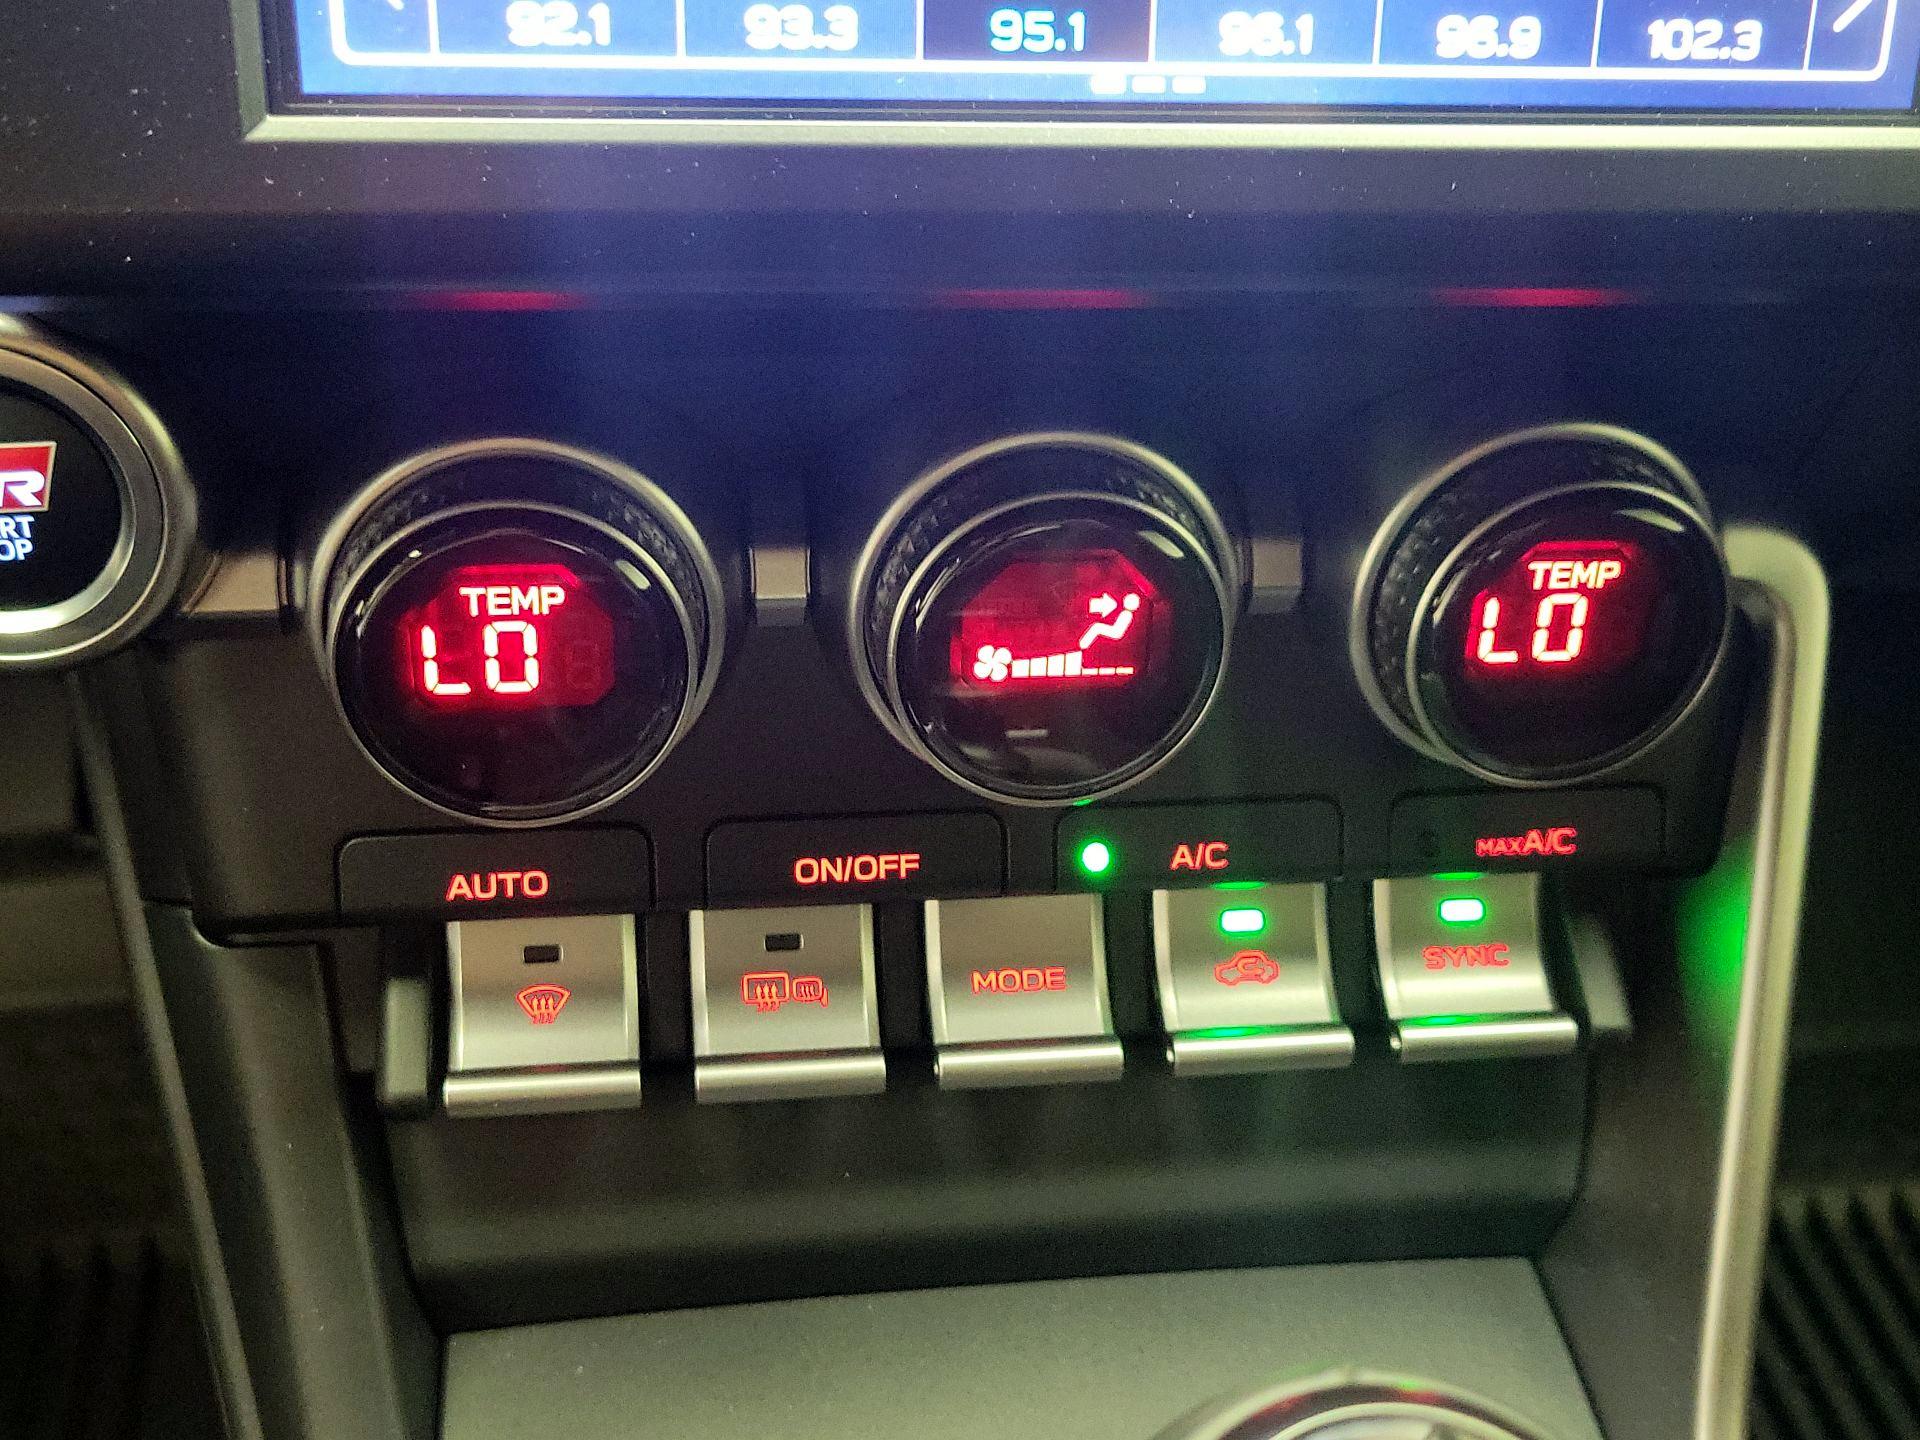 92.1 93.3 95.1 96.1 96.9 102.3
TEMP
LO
TEMP
LO
AUTO ON/OFF A/C MAX A/C
MODE SYNC